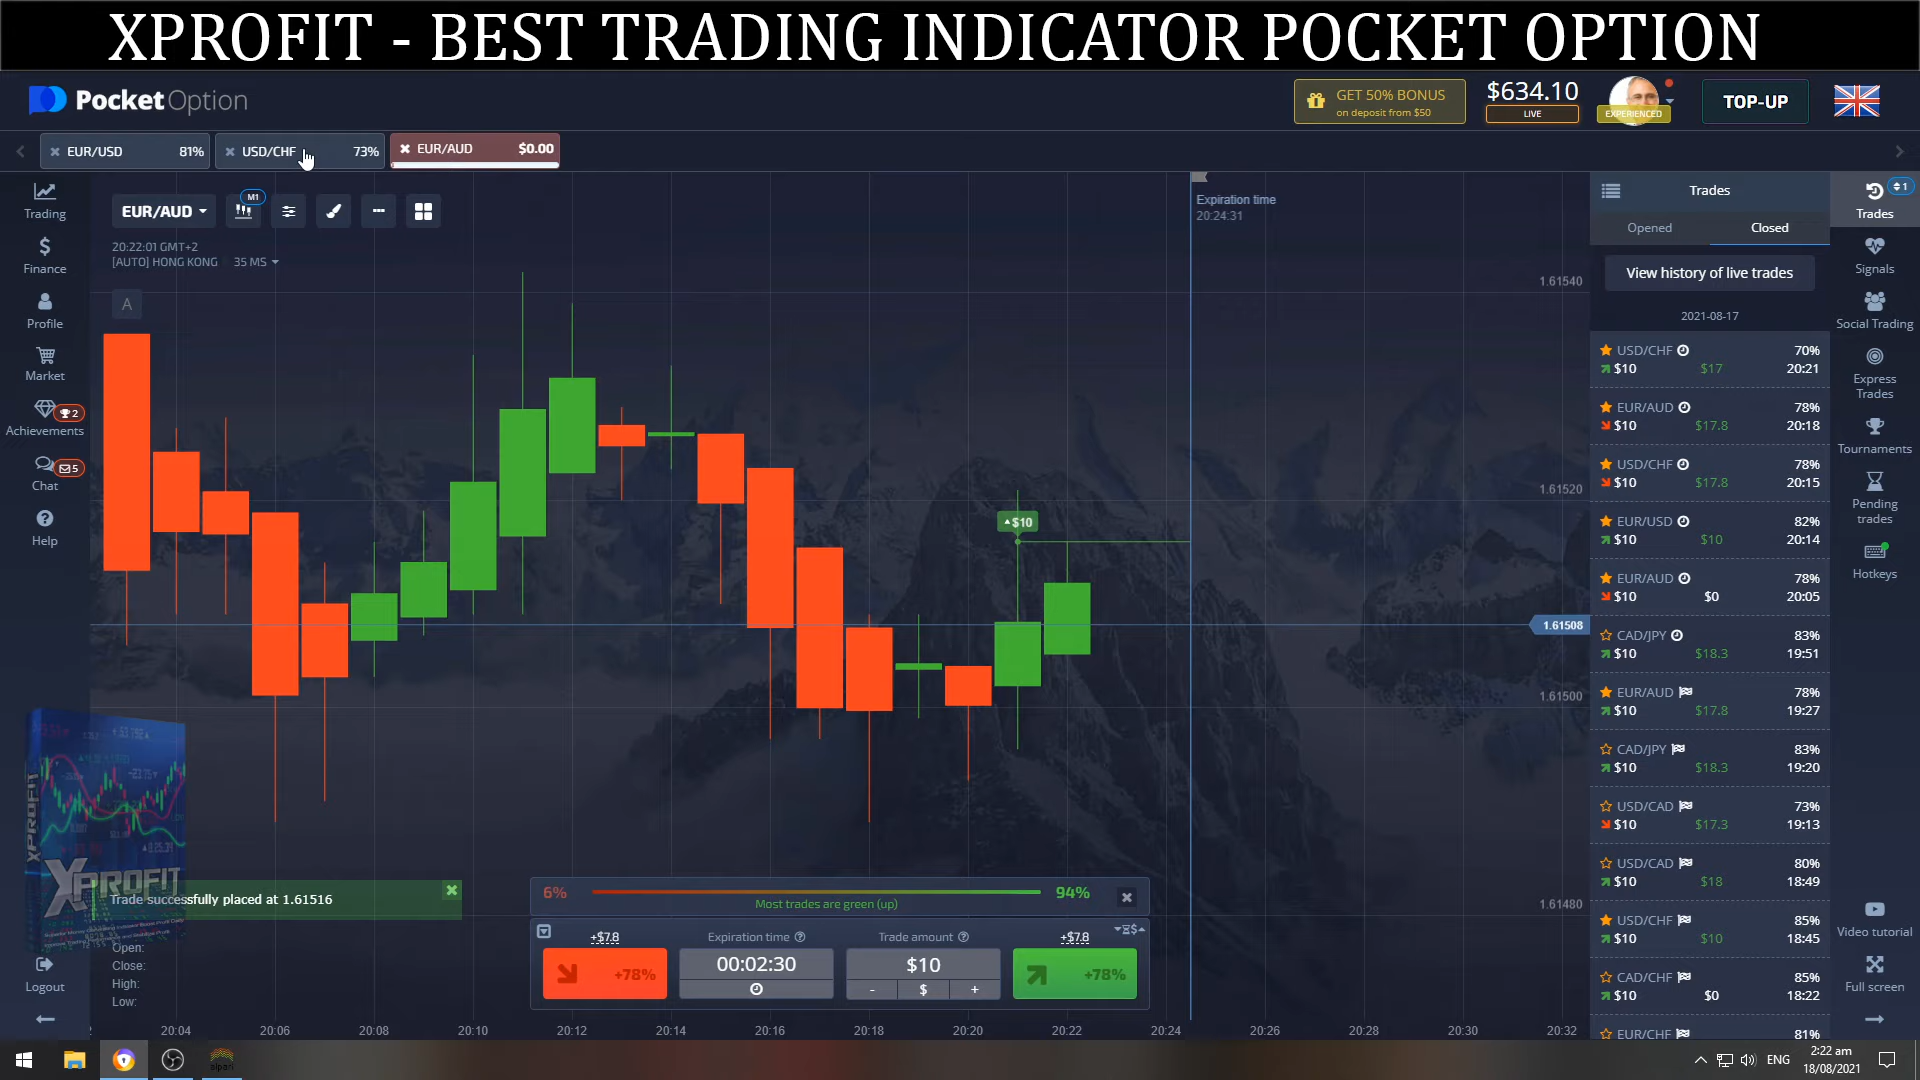 XPROFIT - BEST TRADING INDICATOR POCKET OPTION
PocketOption
GET 50% BONUS
on deposit from $50
$634.10
LIVE
EXPERIENCED
TOP-UP
EUR/USD 81%
USD/CHF 73%
EUR/AUD $0.00
Trading
Finance
Profile
Market
2
Achievements
5
Chat
Help
Logout
EUR/AUD
M1
20:22:01 GMT+2
[AUTO] HONG KONG 35 MS
A
Expiration time
20:24:31
1.61540
1.61520
1.61508
1.61500
1.61480
$10
XPROFIT
XPROFIT
Trade successfully placed at 1.61516
Open:
Close:
High:
Low:
6% 94%
Most trades are green (up)
+$7.8
+78%
Expiration time
00:02:30
Trade amount
$10
- $ +
+$7.8
+78%
20:04 20:06 20:08 20:10 20:12 20:14 20:16 20:18 20:20 20:22 20:24 20:26 20:28 20:30 20:32
Trades
Opened Closed
View history of live trades
2021-08-17
USD/CHF 70%
$10 $17 20:21
EUR/AUD 78%
$10 $17.8 20:18
USD/CHF 78%
$10 $17.8 20:15
EUR/USD 82%
$10 $10 20:14
EUR/AUD 78%
$10 $0 20:05
CAD/JPY 83%
$10 $18.3 19:51
EUR/AUD 78%
$10 $17.8 19:27
CAD/JPY 83%
$10 $18.3 19:20
USD/CAD 73%
$10 $17.3 19:13
USD/CAD 80%
$10 $18 18:49
USD/CHF 85%
$10 $10 18:45
CAD/CHF 85%
$10 $0 18:22
EUR/CHF 81%
1
Trades
Signals
Social Trading
Express
Trades
Tournaments
Pending
trades
Hotkeys
Video tutorial
Full screen
alpari
ENG
2:22 am
18/08/2021